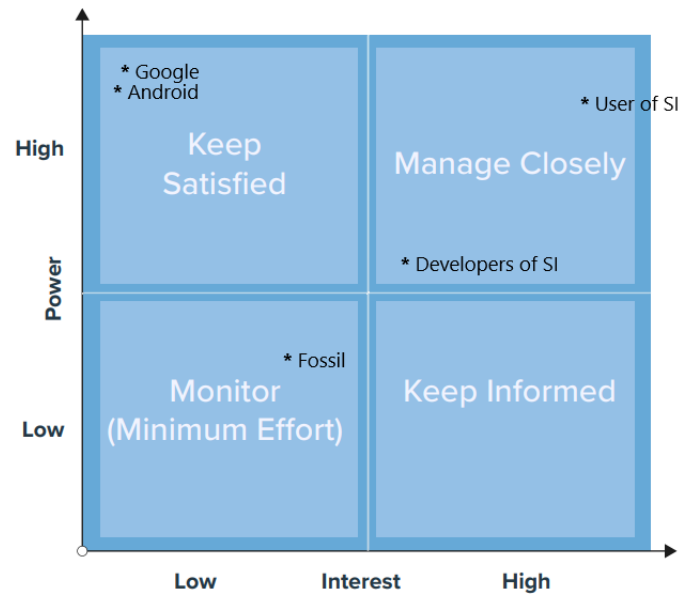 * Google
* Android
* User of SI
High
Keep
Satisfied
Manage Closely
* Developers of SI
Power
* Fossil
Monitor
(Minimum Effort)
Keep Informed
Low
Low
Interest
High